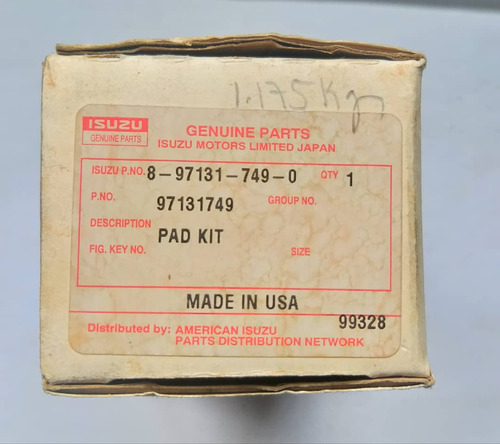 1.175Kg
ISUZU
GENUINE PARTS
GENUINE PARTS
ISUZU MOTORS LIMITED JAPAN
ISUZU P.NO. 8-97131-749-0 QTY 1
P.NO. 97131749 GROUP NO.
DESCRIPTION PAD KIT
FIG. KEY NO. SIZE
MADE IN USA
99328
Distributed by: AMERICAN ISUZU
PARTS DISTRIBUTION NETWORK